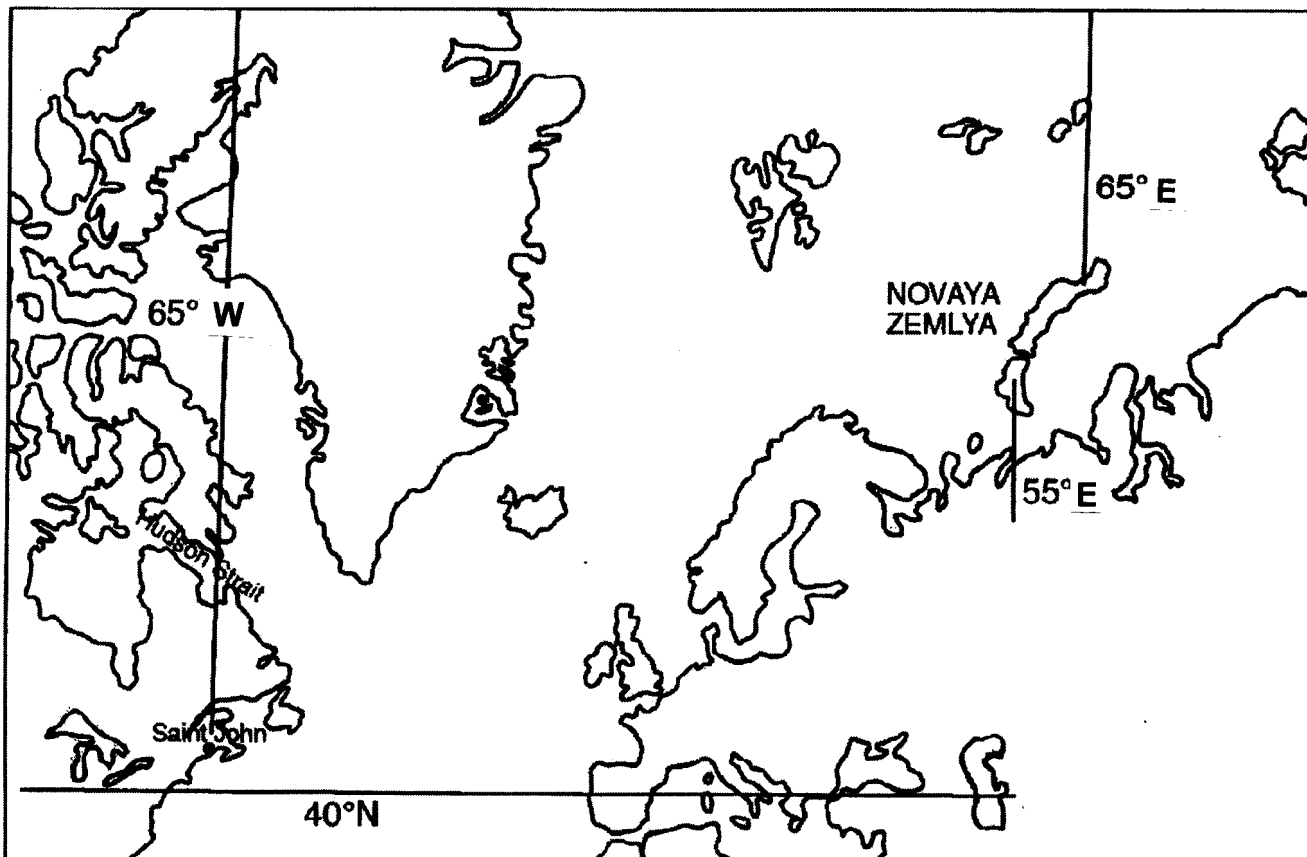 65° E
NOVAYA
ZEMLYA
65° W
55° E
Hudson Strait
Saint John
40°N